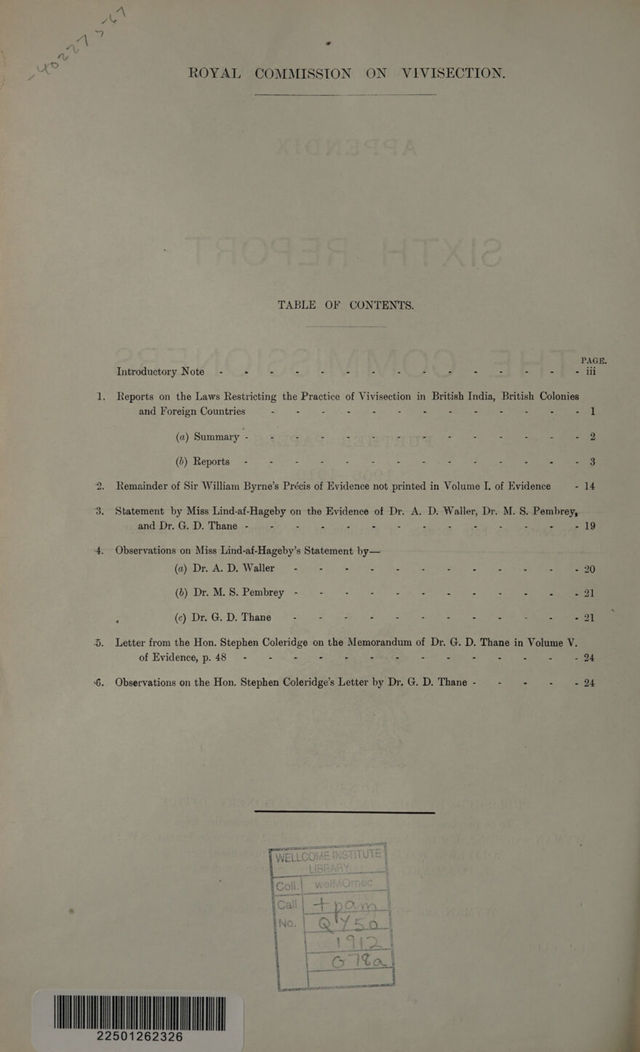 ROYAL COMMISSION ON VIVISECTION.
TABLE OF CONTENTS.
PAGE.
Introductory Note - - - - - - - - - - - - - - - iii
1. Reports on the Laws Restricting the Practice of Vivisection in British India, British Colonies
and Foreign Countries - - - - - - - - - - - - - 1
(a) Summary - - - - - - - - - - - - - - 2
(b) Reports - - - - - - - - - - - - - - 3
2. Remainder of Sir William Byrne's Précis of Evidence not printed in Volume I. of Evidence - 14
3. Statement by Miss Lind-af-Hageby on the Evidence of Dr. A. D. Waller, Dr. M. S. Pembrey,
and Dr. G. D. Thane - - - - - - - - - - - - - - 19
4. Observations on Miss Lind-af-Hageby's Statement by—
(a) Dr. A. D. Waller - - - - - - - - - - - - 20
(b) Dr. M. S. Pembrey - - - - - - - - - - - - 21
(c) Dr. G. D. Thane - - - - - - - - - - - - 21
5. Letter from the Hon. Stephen Coleridge on the Memorandum of Dr. G. D. Thane in Volume V.
of Evidence, p. 48 - - - - - - - - - - - - - - 24
6. Observations on the Hon. Stephen Coleridge's Letter by Dr. G. D. Thane - - - - - 24
WELLCOME INSTITUTE
LIBRARY
Coll. welMOmec
Call + pam
No. QY50
1912
G78a
22501262326